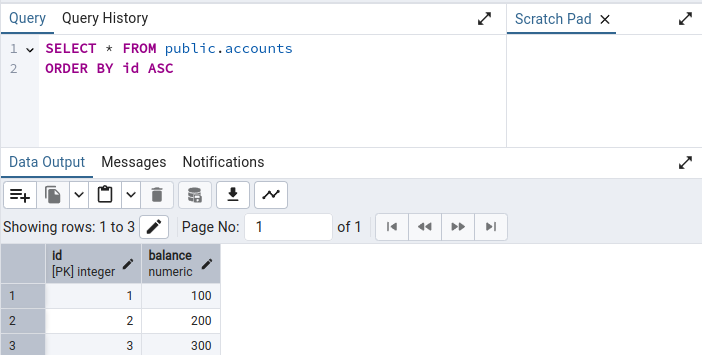 Query Query History Scratch Pad
1 SELECT * FROM public.accounts
2 ORDER BY id ASC
Data Output Messages Notifications
Showing rows: 1 to 3 Page No: 1 of 1
id balance
[PK] integer numeric
1 1 100
2 2 200
3 3 300